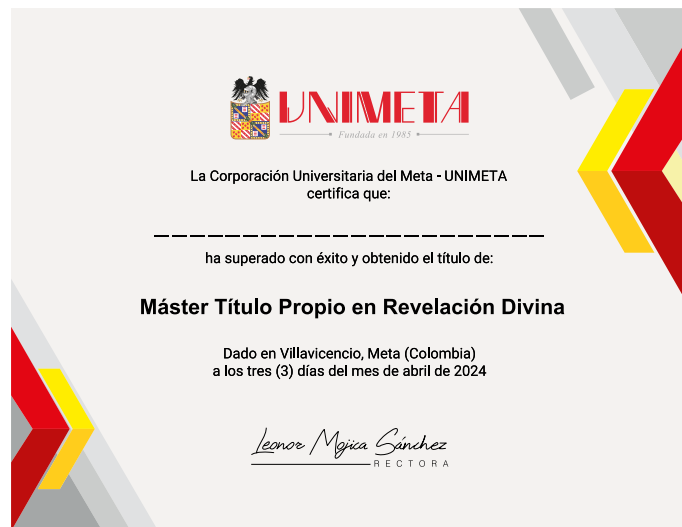 UNIMETA
Fundada en 1985
La Corporación Universitaria del Meta - UNIMETA
certifica que:
ha superado con éxito y obtenido el título de:
Máster Título Propio en Revelación Divina
Dado en Villavicencio, Meta (Colombia)
a los tres (3) días del mes de abril de 2024
Leonor Mojica Sánchez
RECTORA